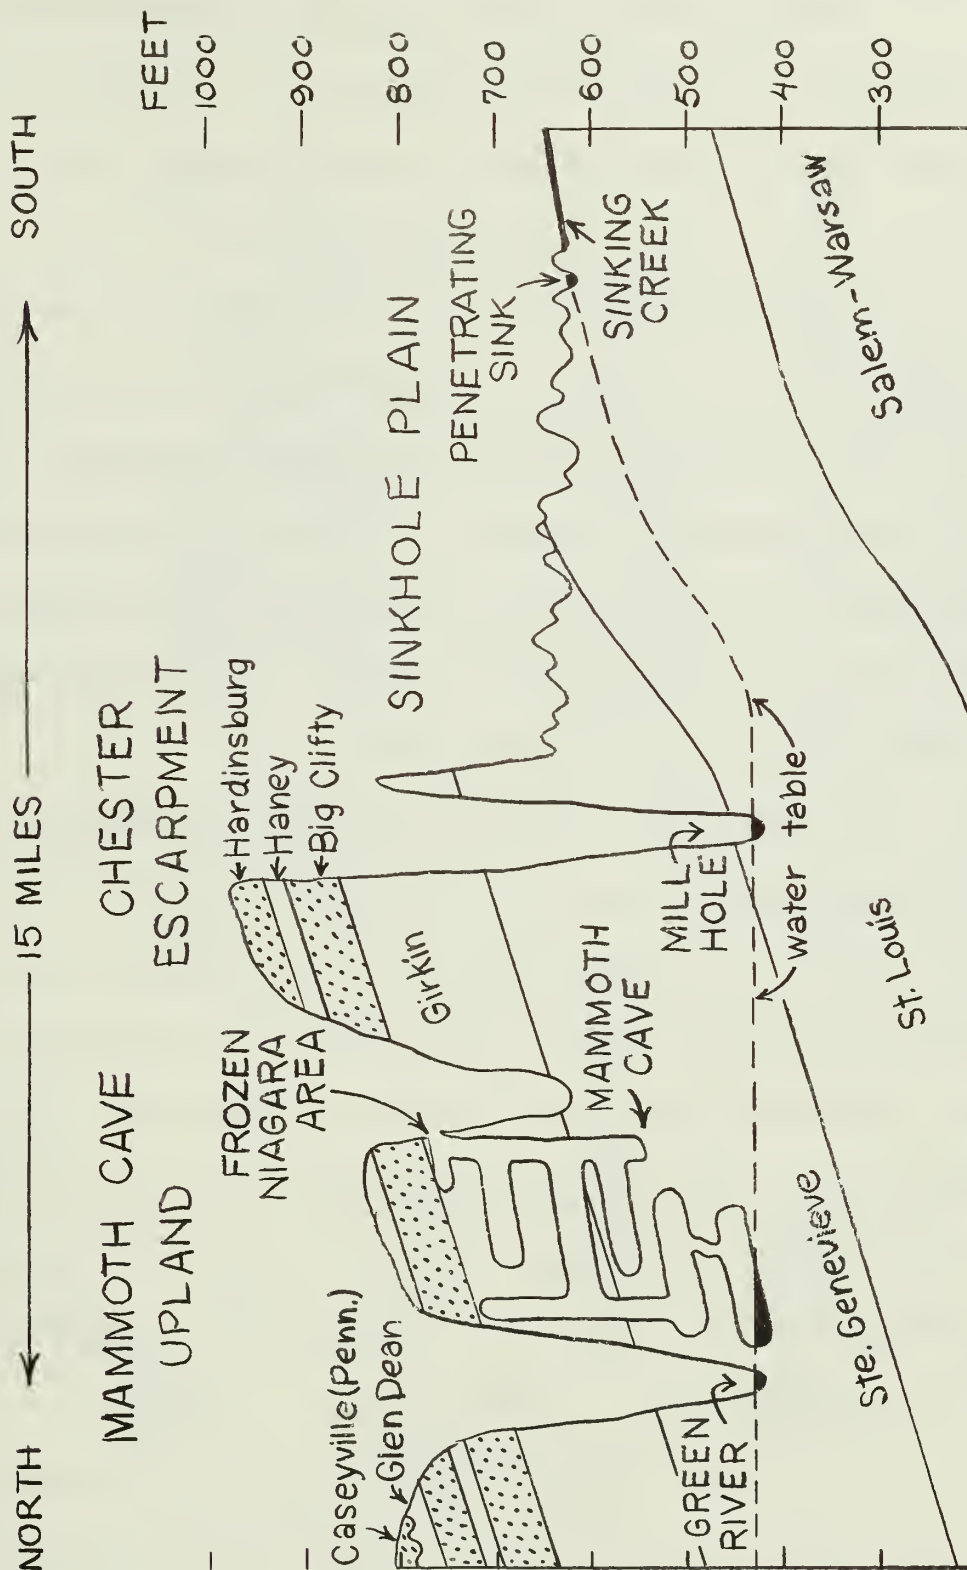 NORTH
15 MILES
SOUTH
MAMMOTH CAVE
UPLAND
CHESTER
ESCARPMENT
FEET
1000
900
800
700
600
500
400
300
Caseyville (Penn.)
Glen Dean
FROZEN
NIAGARA
AREA
Hardinsburg
Haney
Big Clifty
Girkin
SINKHOLE PLAIN
PENETRATING
SINK
SINKING
CREEK
MAMMOTH
CAVE
MILL
HOLE
GREEN
RIVER
water table
Ste. Genevieve
St. Louis
Salem-Warsaw